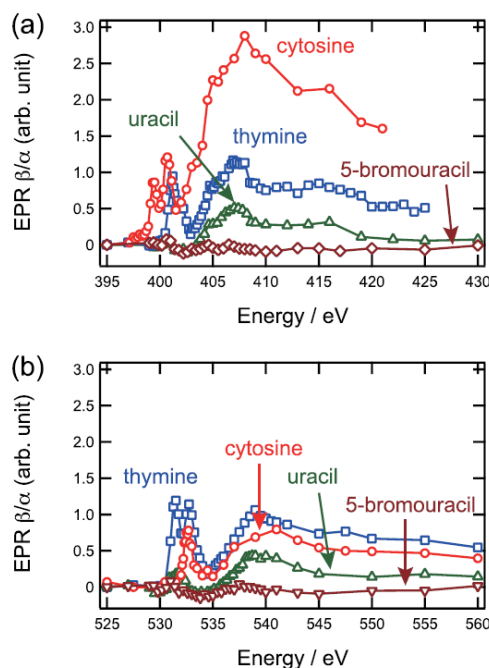 (a)
3.0
cytosine
2.5
2.0
uracil
thymine
1.5
5-bromouracil
1.0
0.5
0
EPR β/α (arb. unit)
395 400 405 410 415 420 425 430
Energy / eV
(b)
3.0
2.5
2.0
cytosine
thymine
uracil
1.5
5-bromouracil
1.0
0.5
0
EPR β/α (arb. unit)
525 530 535 540 545 550 555 560
Energy / eV